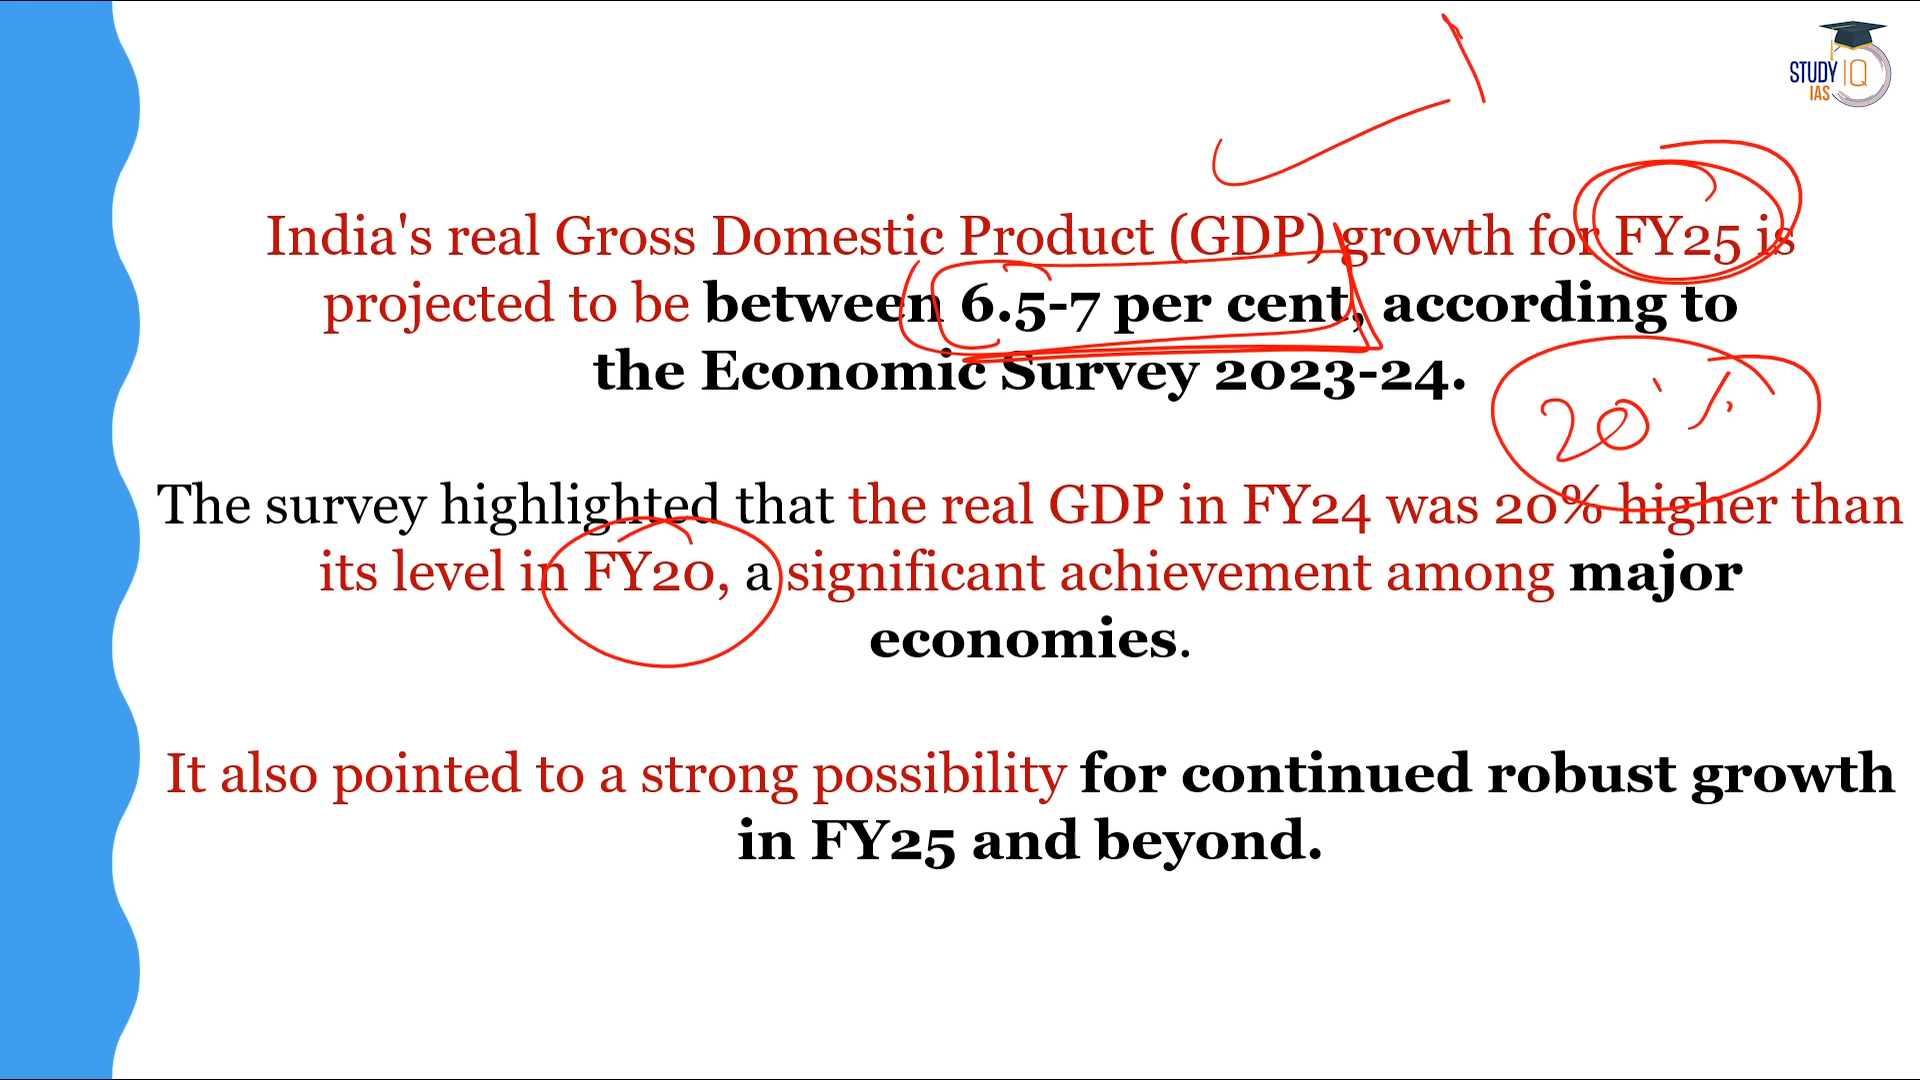 STUDY IQ
IAS
India's real Gross Domestic Product (GDP) growth for FY25 is
projected to be between 6.5-7 per cent, according to
the Economic Survey 2023-24.
20%
The survey highlighted that the real GDP in FY24 was 20% higher than
its level in FY20, a significant achievement among major
economies.
It also pointed to a strong possibility for continued robust growth
in FY25 and beyond.